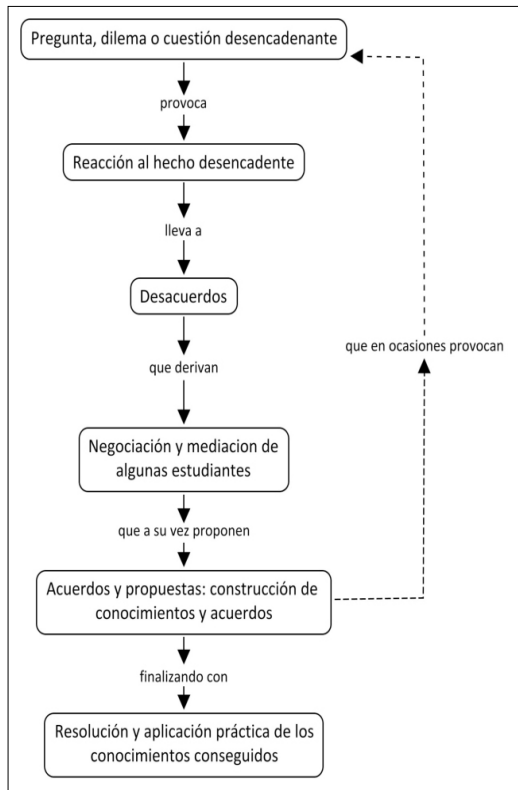 Pregunta, dilema o cuestión desencadenante
provoca
Reacción al hecho desencadente
lleva a
Desacuerdos
que en ocasiones provocan
que derivan
Negociación y mediacion de
algunas estudiantes
que a su vez proponen
Acuerdos y propuestas: construcción de
conocimientos y acuerdos
finalizando con
Resolución y aplicación práctica de los
conocimientos conseguidos